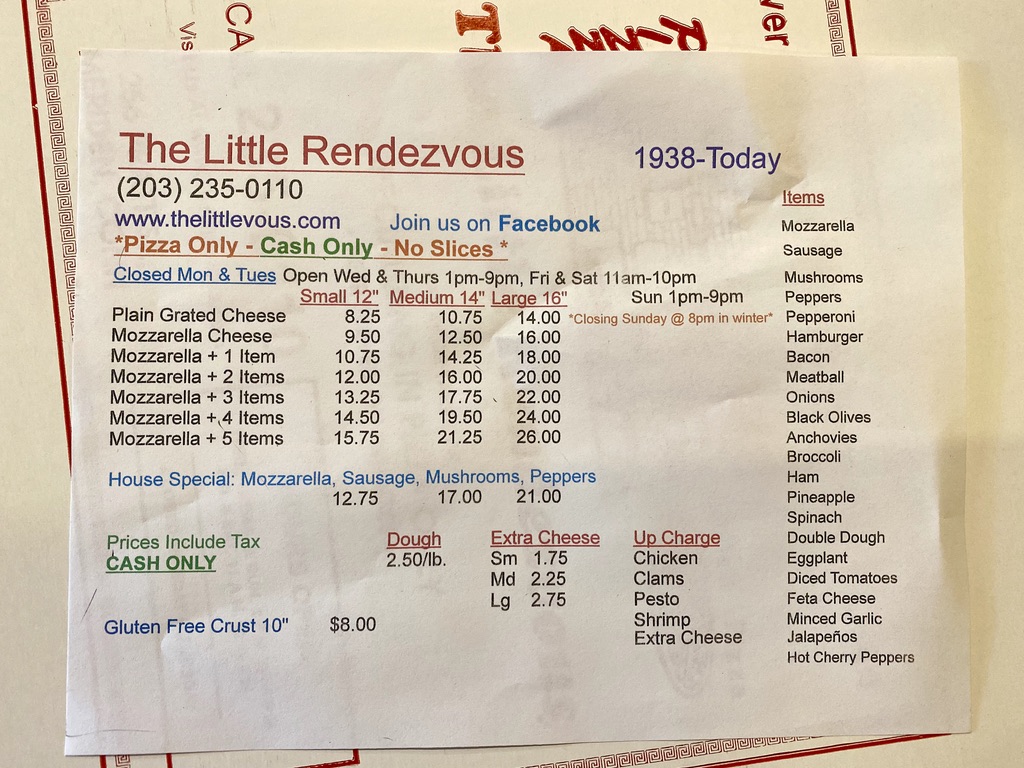 CA
Vis
TT
Pizza
ver
The Little Rendezvous 1938-Today
(203) 235-0110
www.thelittlevous.com Join us on Facebook
*Pizza Only - Cash Only - No Slices *
Closed Mon & Tues Open Wed & Thurs 1pm-9pm, Fri & Sat 11am-10pm
Small 12" Medium 14" Large 16" Sun 1pm-9pm
Plain Grated Cheese 8.25 10.75 14.00 *Closing Sunday @ 8pm in winter*
Mozzarella Cheese 9.50 12.50 16.00
Mozzarella + 1 Item 10.75 14.25 18.00
Mozzarella + 2 Items 12.00 16.00 20.00
Mozzarella + 3 Items 13.25 17.75 22.00
Mozzarella + 4 Items 14.50 19.50 24.00
Mozzarella + 5 Items 15.75 21.25 26.00
House Special: Mozzarella, Sausage, Mushrooms, Peppers
12.75 17.00 21.00
Prices Include Tax
CASH ONLY
Dough
2.50/lb.
Extra Cheese
Sm 1.75
Md 2.25
Lg 2.75
Up Charge
Chicken
Clams
Pesto
Shrimp
Extra Cheese
Gluten Free Crust 10" $8.00
Items
Mozzarella
Sausage
Mushrooms
Peppers
Pepperoni
Hamburger
Bacon
Meatball
Onions
Black Olives
Anchovies
Broccoli
Ham
Pineapple
Spinach
Double Dough
Eggplant
Diced Tomatoes
Feta Cheese
Minced Garlic
Jalapeños
Hot Cherry Peppers